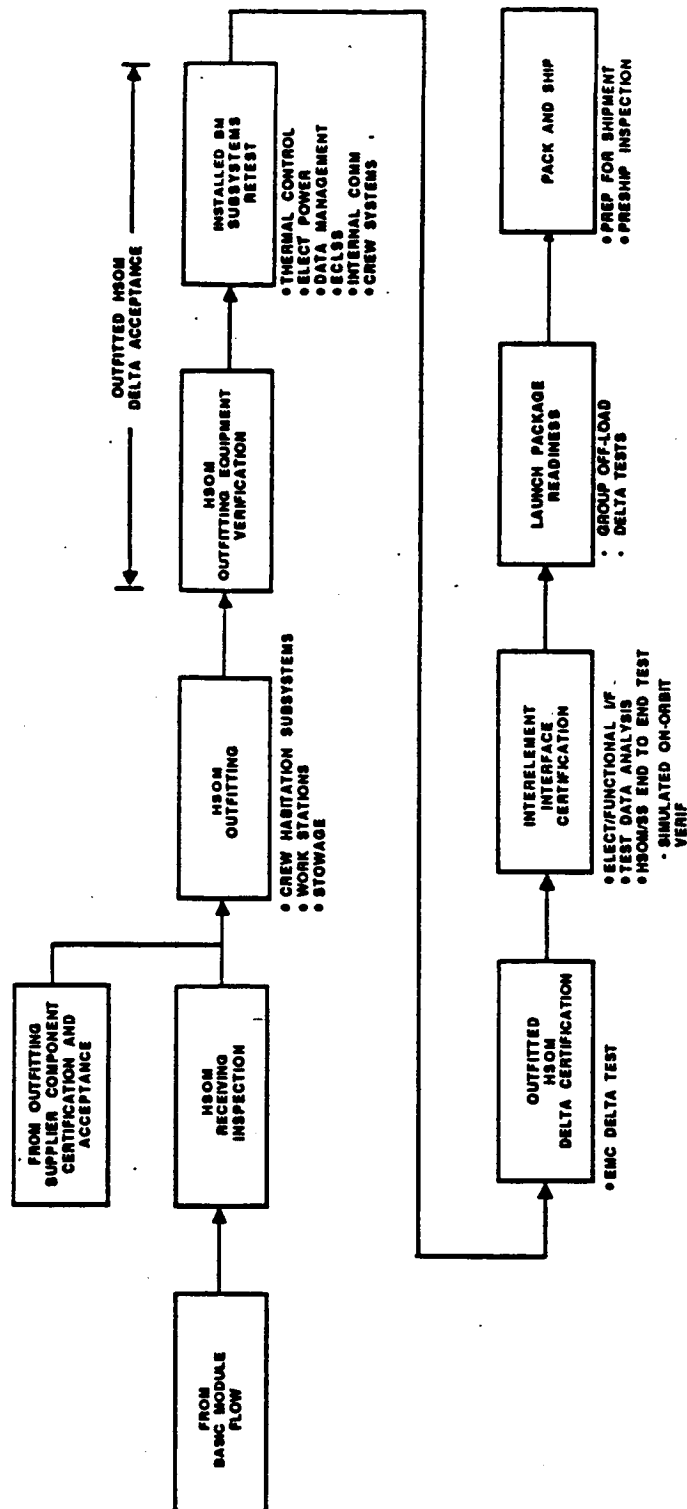 FROM
BASIC MODULE
FLOW
FROM OUTFITTING
SUPPLIER COMPONENT
CERTIFICATION AND
ACCEPTANCE
HSOM
RECEIVING
INSPECTION
HSOM
OUTFITTING
● CREW HABITATION SUBSYSTEMS
● WORK STATIONS
● STOWAGE
OUTFITTED HSOM
DELTA ACCEPTANCE
HSOM
OUTFITTING EQUIPMENT
VERIFICATION
INSTALLED BM
SUBSYSTEMS
RETEST
● THERMAL CONTROL
● ELECT POWER
● DATA MANAGEMENT
● ECLSS
● INTERNAL COMM
● CREW SYSTEMS
OUTFITTED
HSOM
DELTA CERTIFICATION
● EMC DELTA TEST
INTERELEMENT
INTERFACE
CERTIFICATION
● ELECT/FUNCTIONAL I/F
● TEST DATA ANALYSIS
● HSOM/SS END TO END TEST
- SIMULATED ON-ORBIT
VERIF
LAUNCH PACKAGE
READINESS
• GROUP OFF-LOAD
• DELTA TESTS
PACK AND SHIP
● PREP FOR SHIPMENT
● PRESHIP INSPECTION